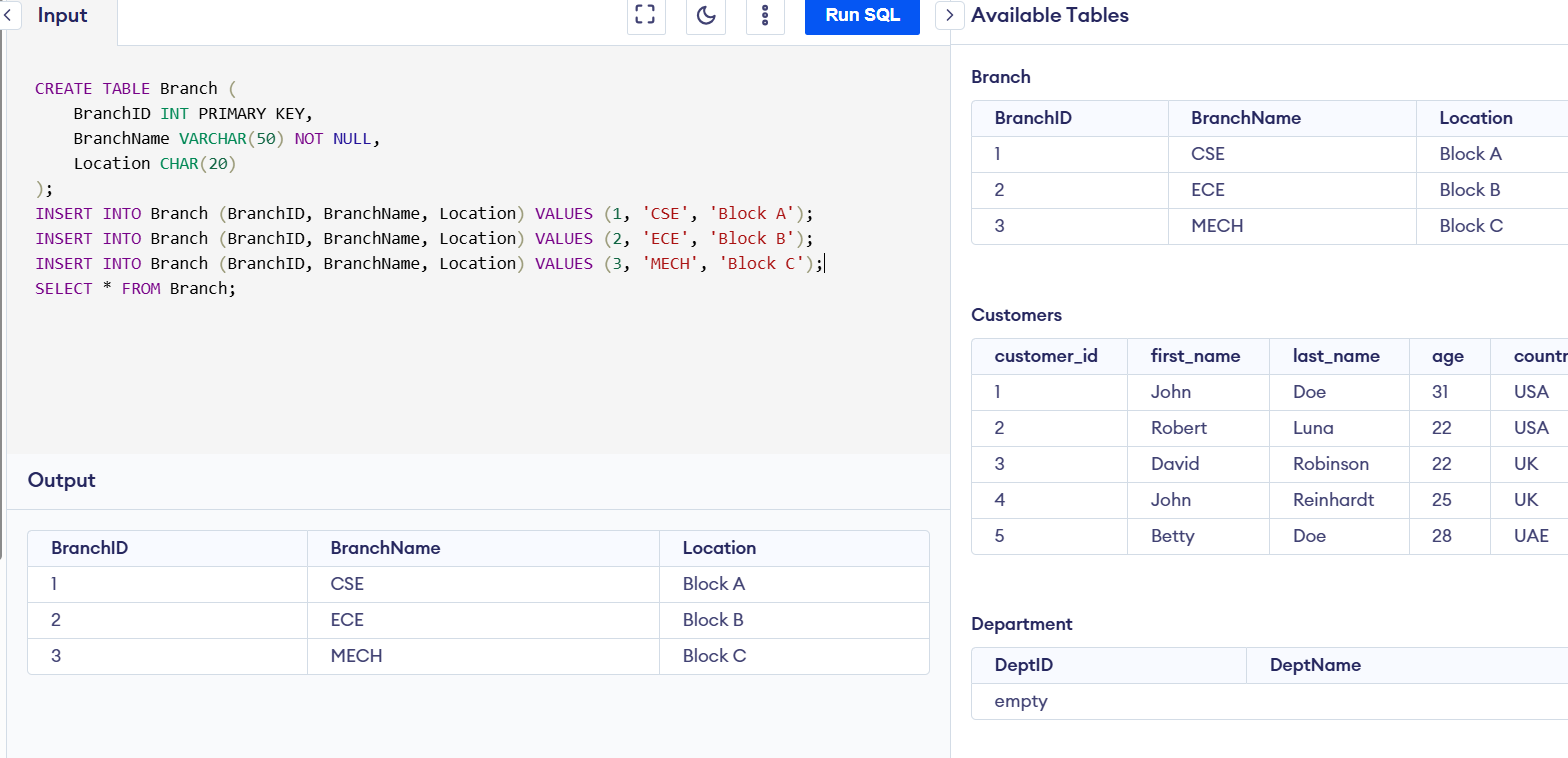 Input
Run SQL
CREATE TABLE Branch (
    BranchID INT PRIMARY KEY,
    BranchName VARCHAR(50) NOT NULL,
    Location CHAR(20)
);
INSERT INTO Branch (BranchID, BranchName, Location) VALUES (1, 'CSE', 'Block A');
INSERT INTO Branch (BranchID, BranchName, Location) VALUES (2, 'ECE', 'Block B');
INSERT INTO Branch (BranchID, BranchName, Location) VALUES (3, 'MECH', 'Block C');
SELECT * FROM Branch;
Output
BranchID BranchName Location
1 CSE Block A
2 ECE Block B
3 MECH Block C
Available Tables
Branch
BranchID BranchName Location
1 CSE Block A
2 ECE Block B
3 MECH Block C
Customers
customer_id first_name last_name age countr
1 John Doe 31 USA
2 Robert Luna 22 USA
3 David Robinson 22 UK
4 John Reinhardt 25 UK
5 Betty Doe 28 UAE
Department
DeptID DeptName
empty